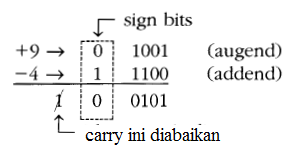 sign bits
+9 → 0 1001 (augend)
−4 → 1 1100 (addend)
1 0 0101
carry ini diabaikan